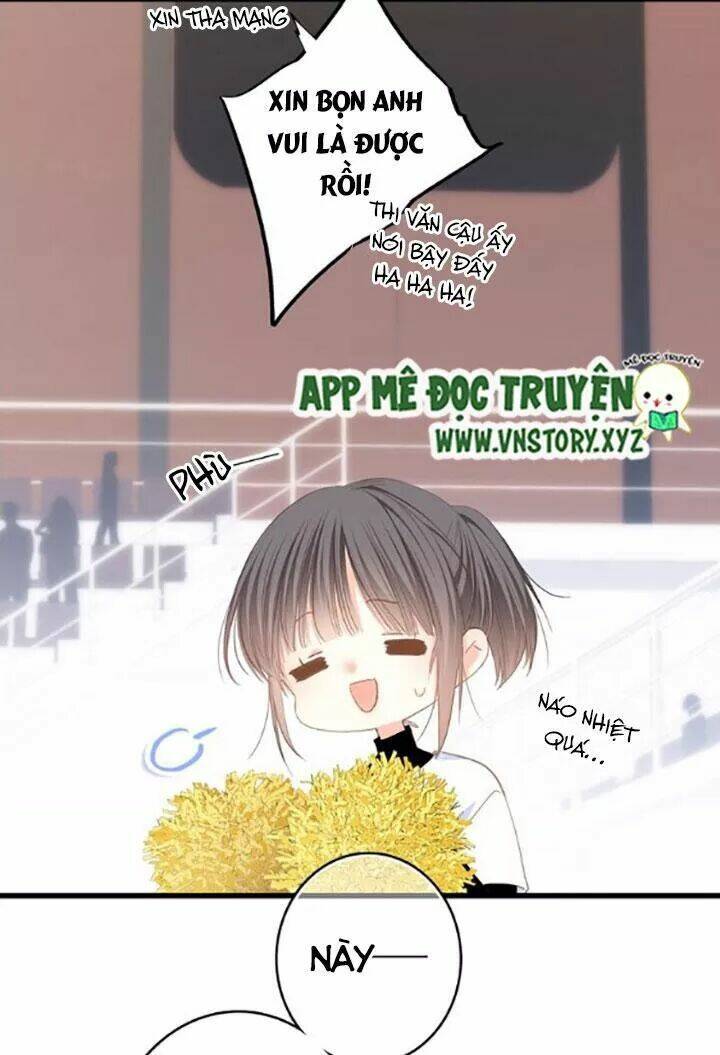 XIN THA MẠNG
XIN BỌN ANH
VUI LÀ ĐƯỢC
RỒI!
THI VĂN CẬU ẤY
NÓI BẬY ĐẤY
HA HA HA!
MÊ ĐỌC TRUYỆN
APP MÊ ĐỌC TRUYỆN
WWW.VNSTORY.XYZ
PHÙ—
NÁO NHIỆT
QUÁ...
NÀY—